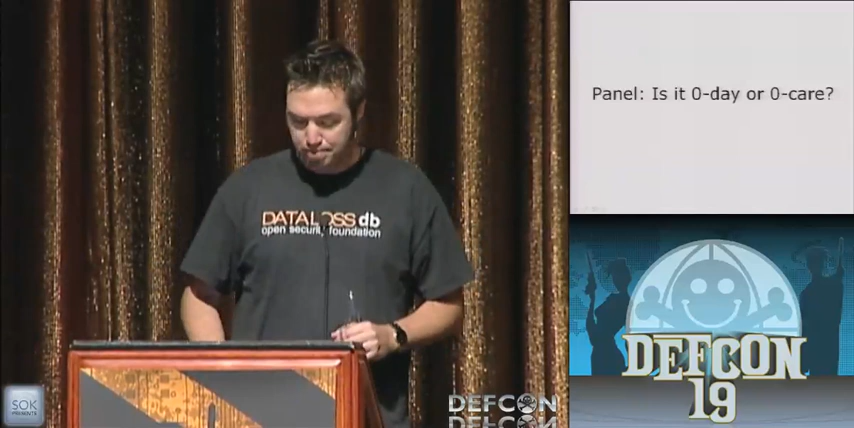 Panel: Is it 0-day or 0-care?
DATALOSS db
open security foundation
DEFCON
19
SOK
DEFCON